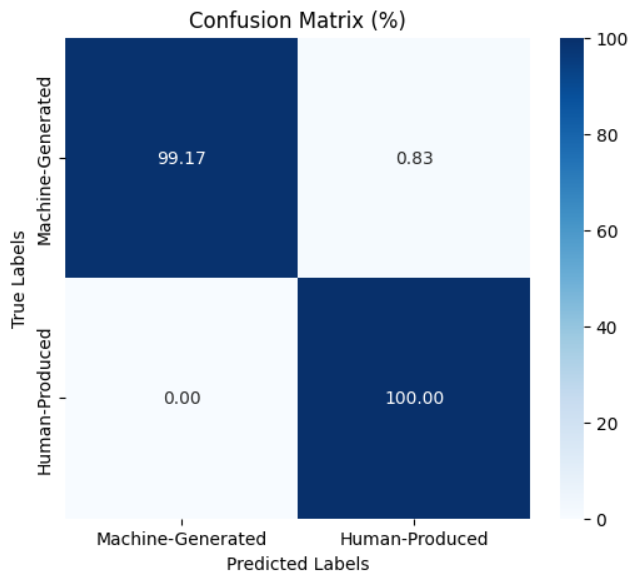 Confusion Matrix (%)
True Labels
Machine-Generated
Human-Produced
99.17
0.83
0.00
100.00
Machine-Generated
Human-Produced
Predicted Labels
100
80
60
40
20
0